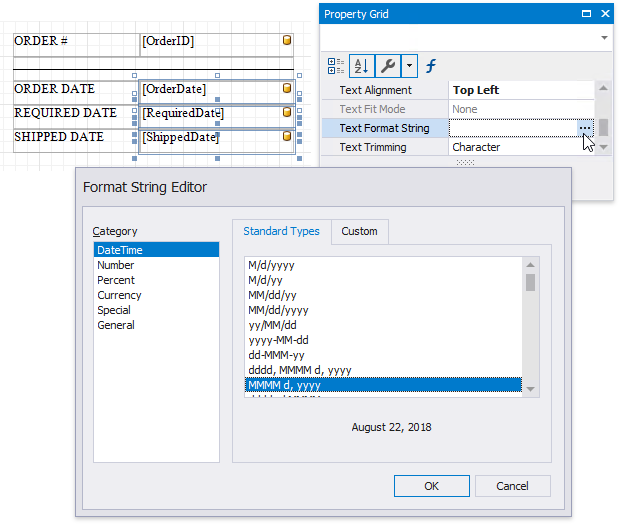 ORDER # [OrderID]
ORDER DATE [OrderDate]
REQUIRED DATE [RequiredDate]
SHIPPED DATE [ShippedDate]
Property Grid
Text Alignment Top Left
Text Fit Mode None
Text Format String
Text Trimming Character
Format String Editor
Category
DateTime
Number
Percent
Currency
Special
General
Standard Types Custom
M/d/yyyy
M/d/yy
MM/dd/yy
MM/dd/yyyy
yy/MM/dd
yyyy-MM-dd
dd-MMM-yy
dddd, MMMM d, yyyy
MMMM d, yyyy
August 22, 2018
OK Cancel